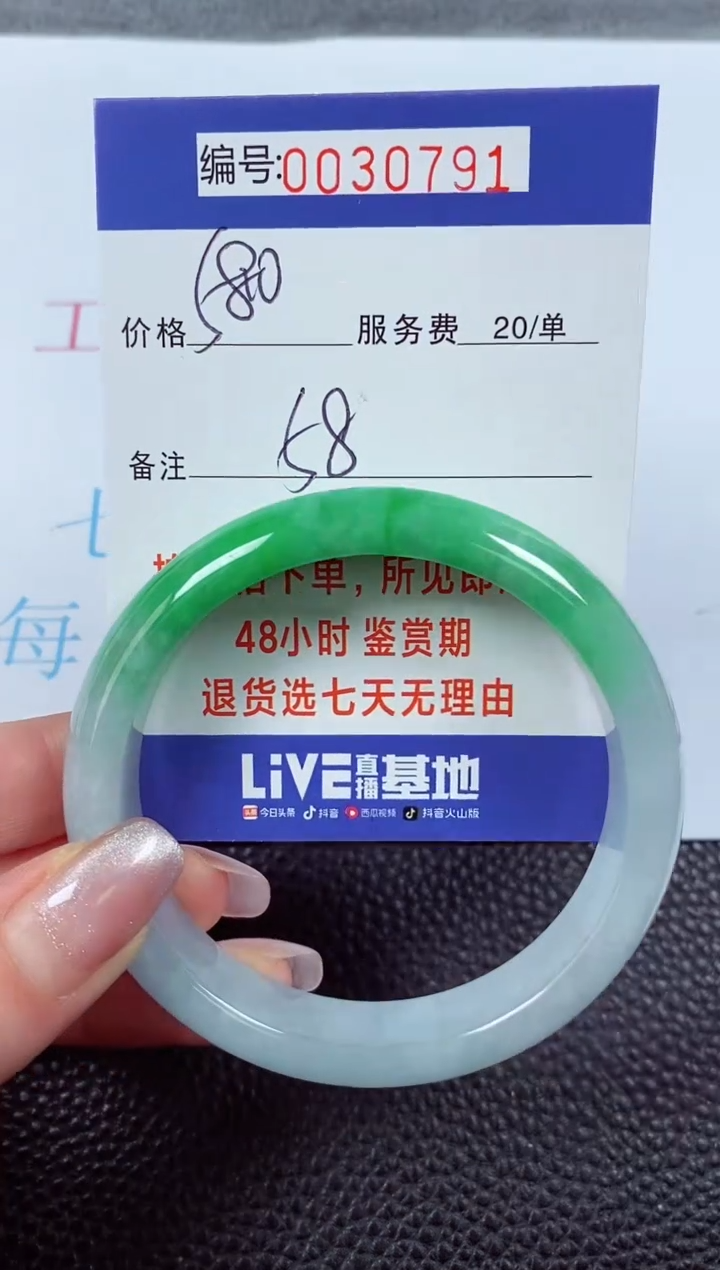 编号:0030791
价格 580 服务费 20/单
备注 58
下单，所见即
48小时 鉴赏期
退货选七天无理由
LiVE直播基地
头条 今日头条 抖音 西瓜视频 抖音火山版
工
七
每